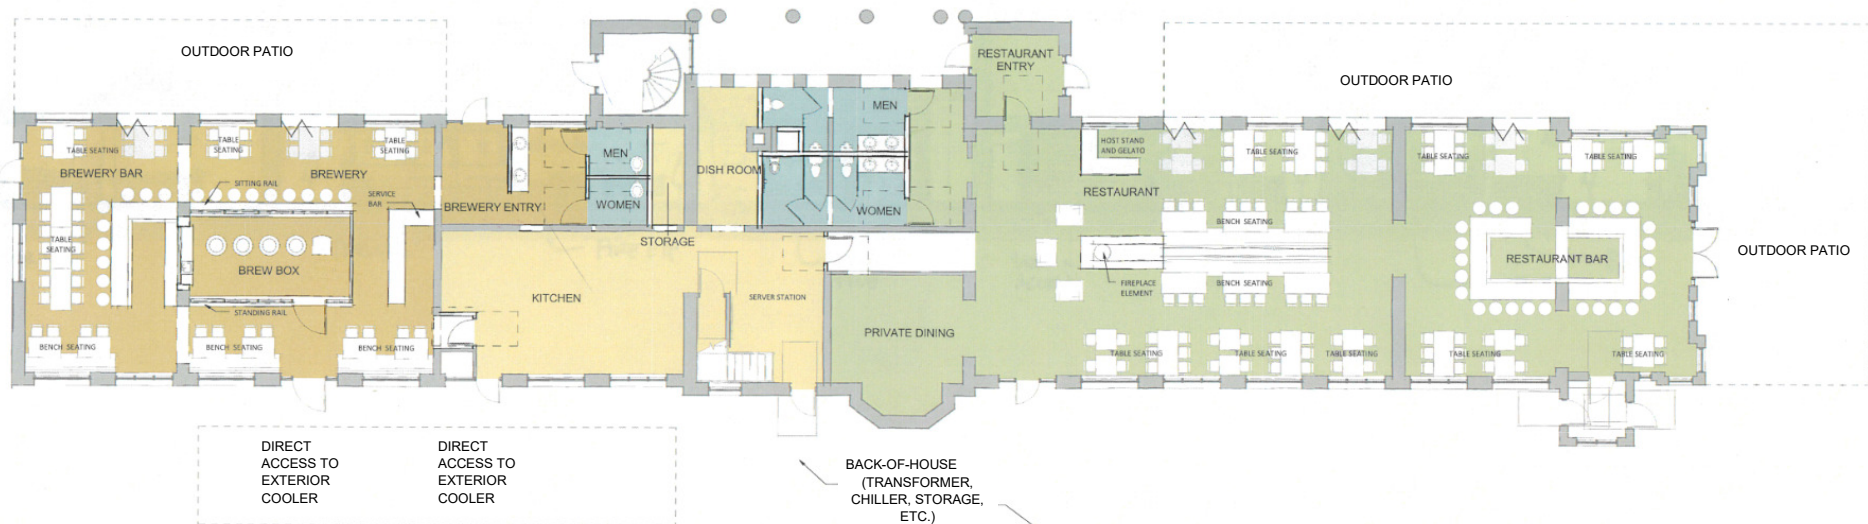 OUTDOOR PATIO
RESTAURANT
ENTRY
OUTDOOR PATIO
TABLE SEATING
TABLE
SEATING
TABLE
SEATING
BREWERY BAR
BREWERY
SITTING RAIL
SERVICE
BAR
TABLE
SEATING
BREW BOX
STANDING RAIL
BENCH SEATING
BENCH SEATING
BENCH SEATING
BREWERY ENTRY
MEN
WOMEN
STORAGE
KITCHEN
DISH ROOM
MEN
WOMEN
SERVER STATION
PRIVATE DINING
HOST STAND
AND GELATO
RESTAURANT
TABLE SEATING
BENCH SEATING
BENCH SEATING
FIREPLACE
ELEMENT
TABLE SEATING
TABLE SEATING
TABLE SEATING
TABLE SEATING
TABLE SEATING
RESTAURANT BAR
TABLE SEATING
TABLE SEATING
OUTDOOR PATIO
DIRECT
ACCESS TO
EXTERIOR
COOLER
DIRECT
ACCESS TO
EXTERIOR
COOLER
BACK-OF-HOUSE
(TRANSFORMER,
CHILLER, STORAGE,
ETC.)